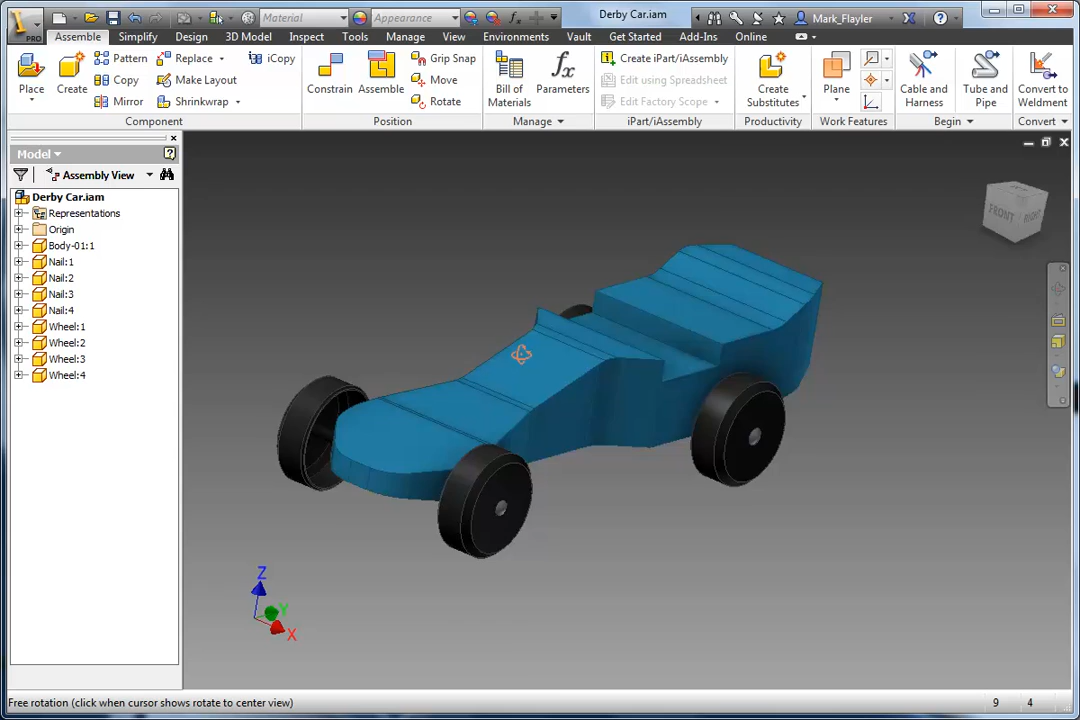 Material
Appearance
Derby Car.iam
Mark_Flayler
PRO
Assemble Simplify Design 3D Model Inspect Tools Manage View Environments Vault Get Started Add-Ins Online
Place
Create
Pattern
Copy
Mirror
Replace
Make Layout
Shrinkwrap
iCopy
Component
Constrain
Assemble
Grip Snap
Move
Rotate
Position
Bill of
Materials
Parameters
Manage
Create iPart/iAssembly
Edit using Spreadsheet
Edit Factory Scope
iPart/iAssembly
Create
Substitutes
Productivity
Plane
Work Features
Cable and
Harness
Tube and
Pipe
Begin
Convert to
Weldment
Convert
Model
Assembly View
Derby Car.iam
Representations
Origin
Body-01:1
Nail:1
Nail:2
Nail:3
Nail:4
Wheel:1
Wheel:2
Wheel:3
Wheel:4
FRONT
RIGHT
Z
Y
X
Free rotation (click when cursor shows rotate to center view)
9 4